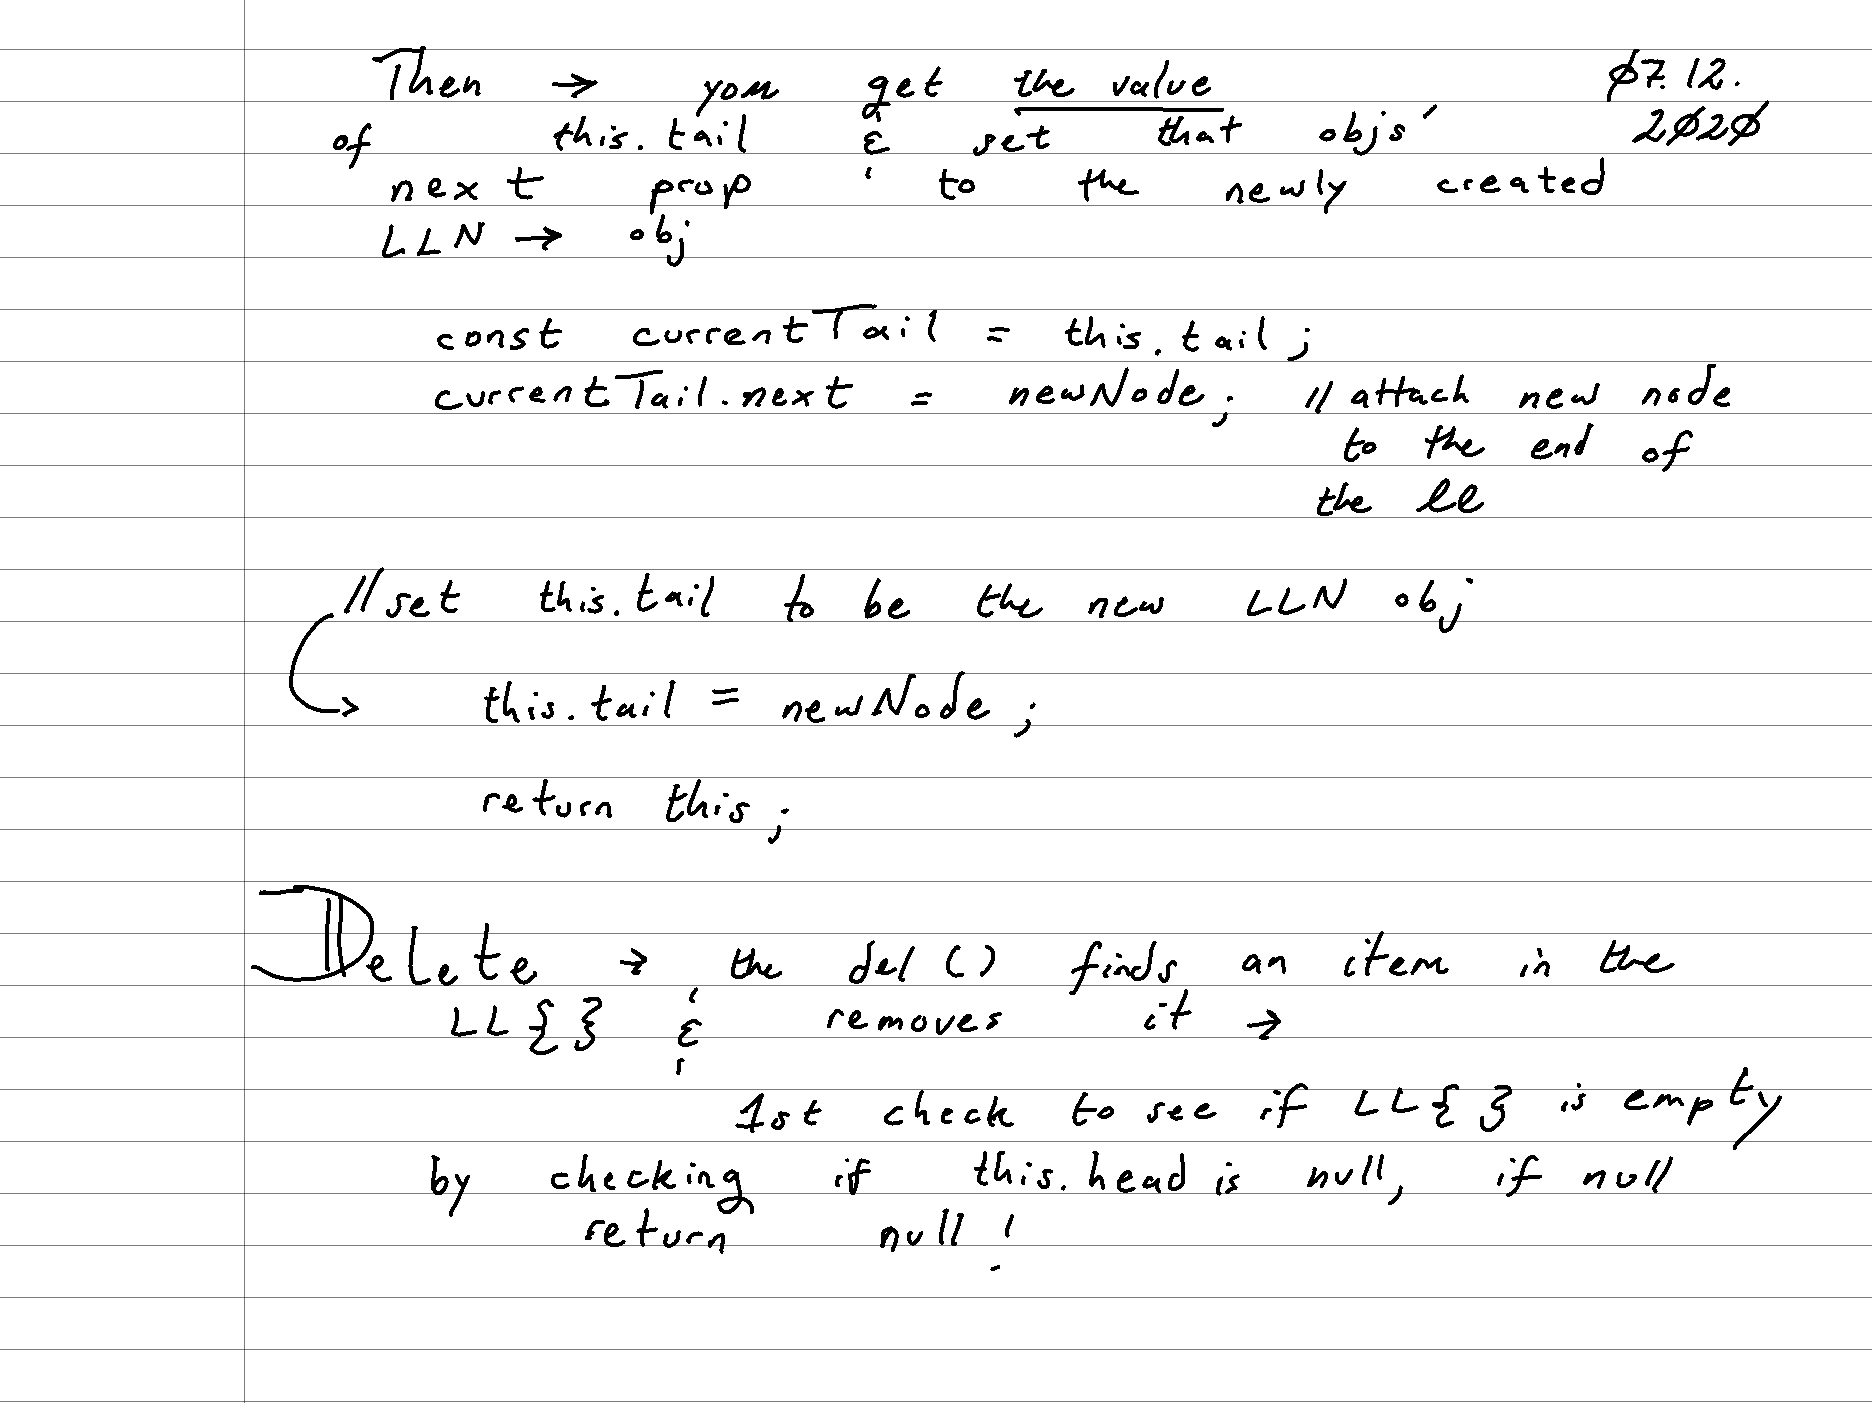 Then → you get the value
07.12.
of this.tail & set that objs'
2020
next prop to the newly created
LLN → obj
const currentTail = this.tail;
currentTail.next = newNode; // attach new node
to the end of
the ll
// set this.tail to be the new LLN obj
this.tail = newNode;
return this;
Delete → the del() finds an item in the
LL{} & removes it →
1st check to see if LL{} is empty
by checking if this.head is null, if null
return null!